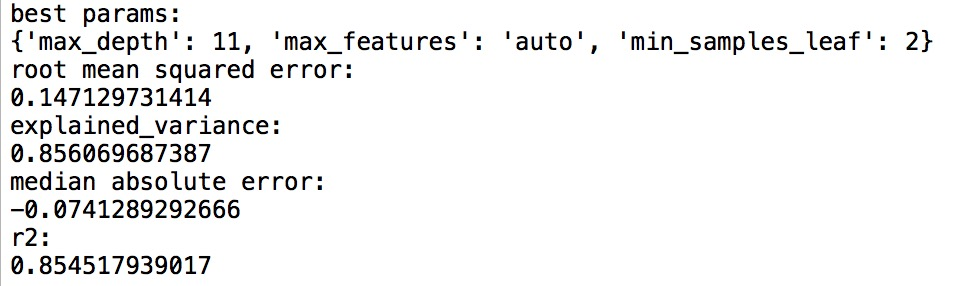 best params:
{'max_depth': 11, 'max_features': 'auto', 'min_samples_leaf': 2}
root mean squared error:
0.147129731414
explained_variance:
0.856069687387
median absolute error:
-0.0741289292666
r2:
0.854517939017